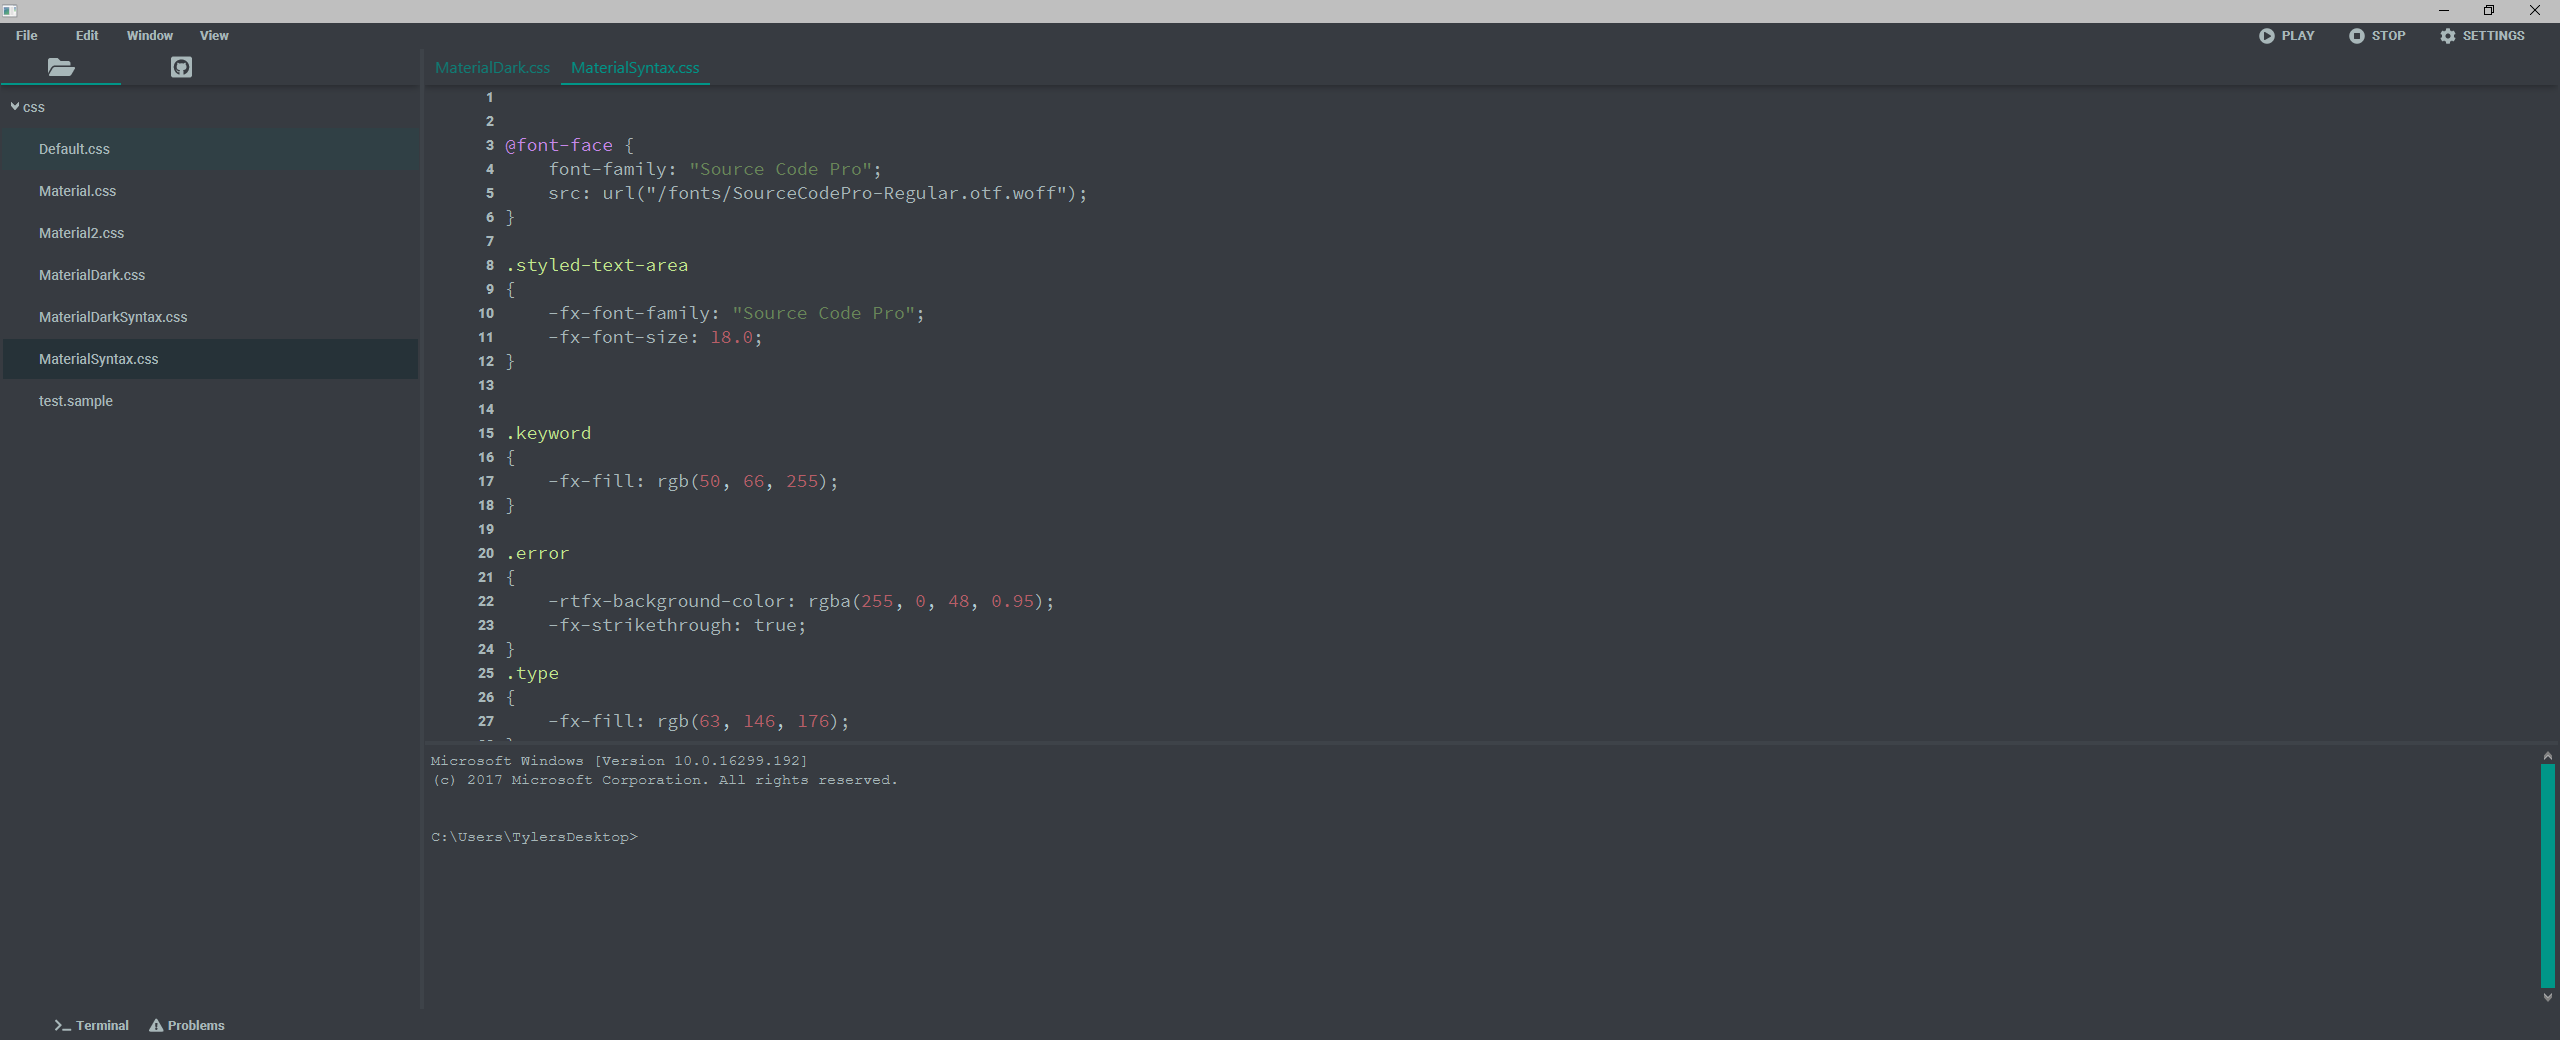 File Edit Window View
PLAY STOP SETTINGS
MaterialDark.css MaterialSyntax.css
css
Default.css
Material.css
Material2.css
MaterialDark.css
MaterialDarkSyntax.css
MaterialSyntax.css
test.sample
1
2
3 @font-face {
4     font-family: "Source Code Pro";
5     src: url("/fonts/SourceCodePro-Regular.otf.woff");
6 }
7
8 .styled-text-area
9 {
10     -fx-font-family: "Source Code Pro";
11     -fx-font-size: 18.0;
12 }
13
14
15 .keyword
16 {
17     -fx-fill: rgb(50, 66, 255);
18 }
19
20 .error
21 {
22     -rtfx-background-color: rgba(255, 0, 48, 0.95);
23     -fx-strikethrough: true;
24 }
25 .type
26 {
27     -fx-fill: rgb(63, 146, 176);
Microsoft Windows [Version 10.0.16299.192]
(c) 2017 Microsoft Corporation. All rights reserved.
C:\Users\TylersDesktop>
Terminal Problems